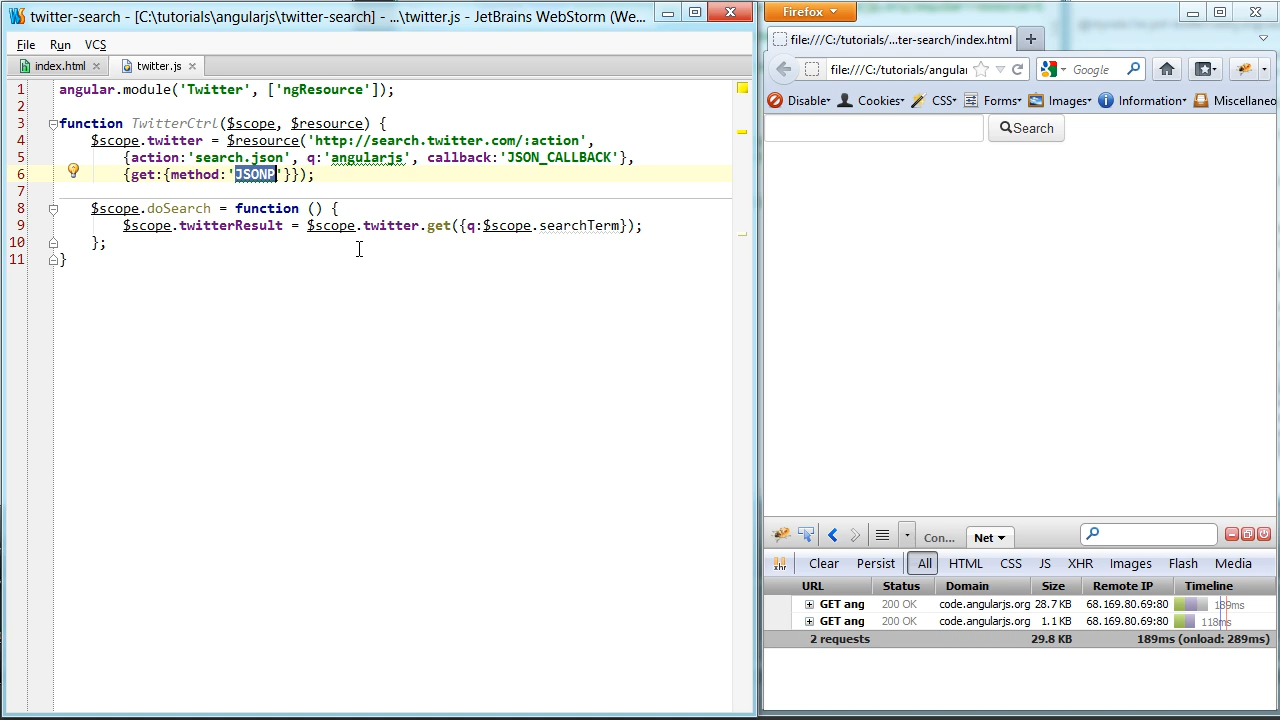 twitter-search - [C:\tutorials\angularjs\twitter-search] - ...\twitter.js - JetBrains WebStorm (We...
File Run VCS
index.html twitter.js
1 angular.module('Twitter', ['ngResource']);
2
3 function TwitterCtrl($scope, $resource) {
4 $scope.twitter = $resource('http://search.twitter.com/:action',
5 {action:'search.json', q:'angularjs', callback:'JSON_CALLBACK'},
6 {get:{method:'JSONP'}});
7
8 $scope.doSearch = function () {
9 $scope.twitterResult = $scope.twitter.get({q:$scope.searchTerm});
10 };
11 }
Firefox
file:///C:/tutorials/...ter-search/index.html
file:///C:/tutorials/angular Google
Disable Cookies CSS Forms Images Information Miscellaneo
Search
Con... Net
Clear Persist All HTML CSS JS XHR Images Flash Media
URL Status Domain Size Remote IP Timeline
GET ang 200 OK code.angularjs.org 28.7 KB 68.169.80.69:80 189ms
GET ang 200 OK code.angularjs.org 1.1 KB 68.169.80.69:80 118ms
2 requests 29.8 KB 189ms (onload: 289ms)